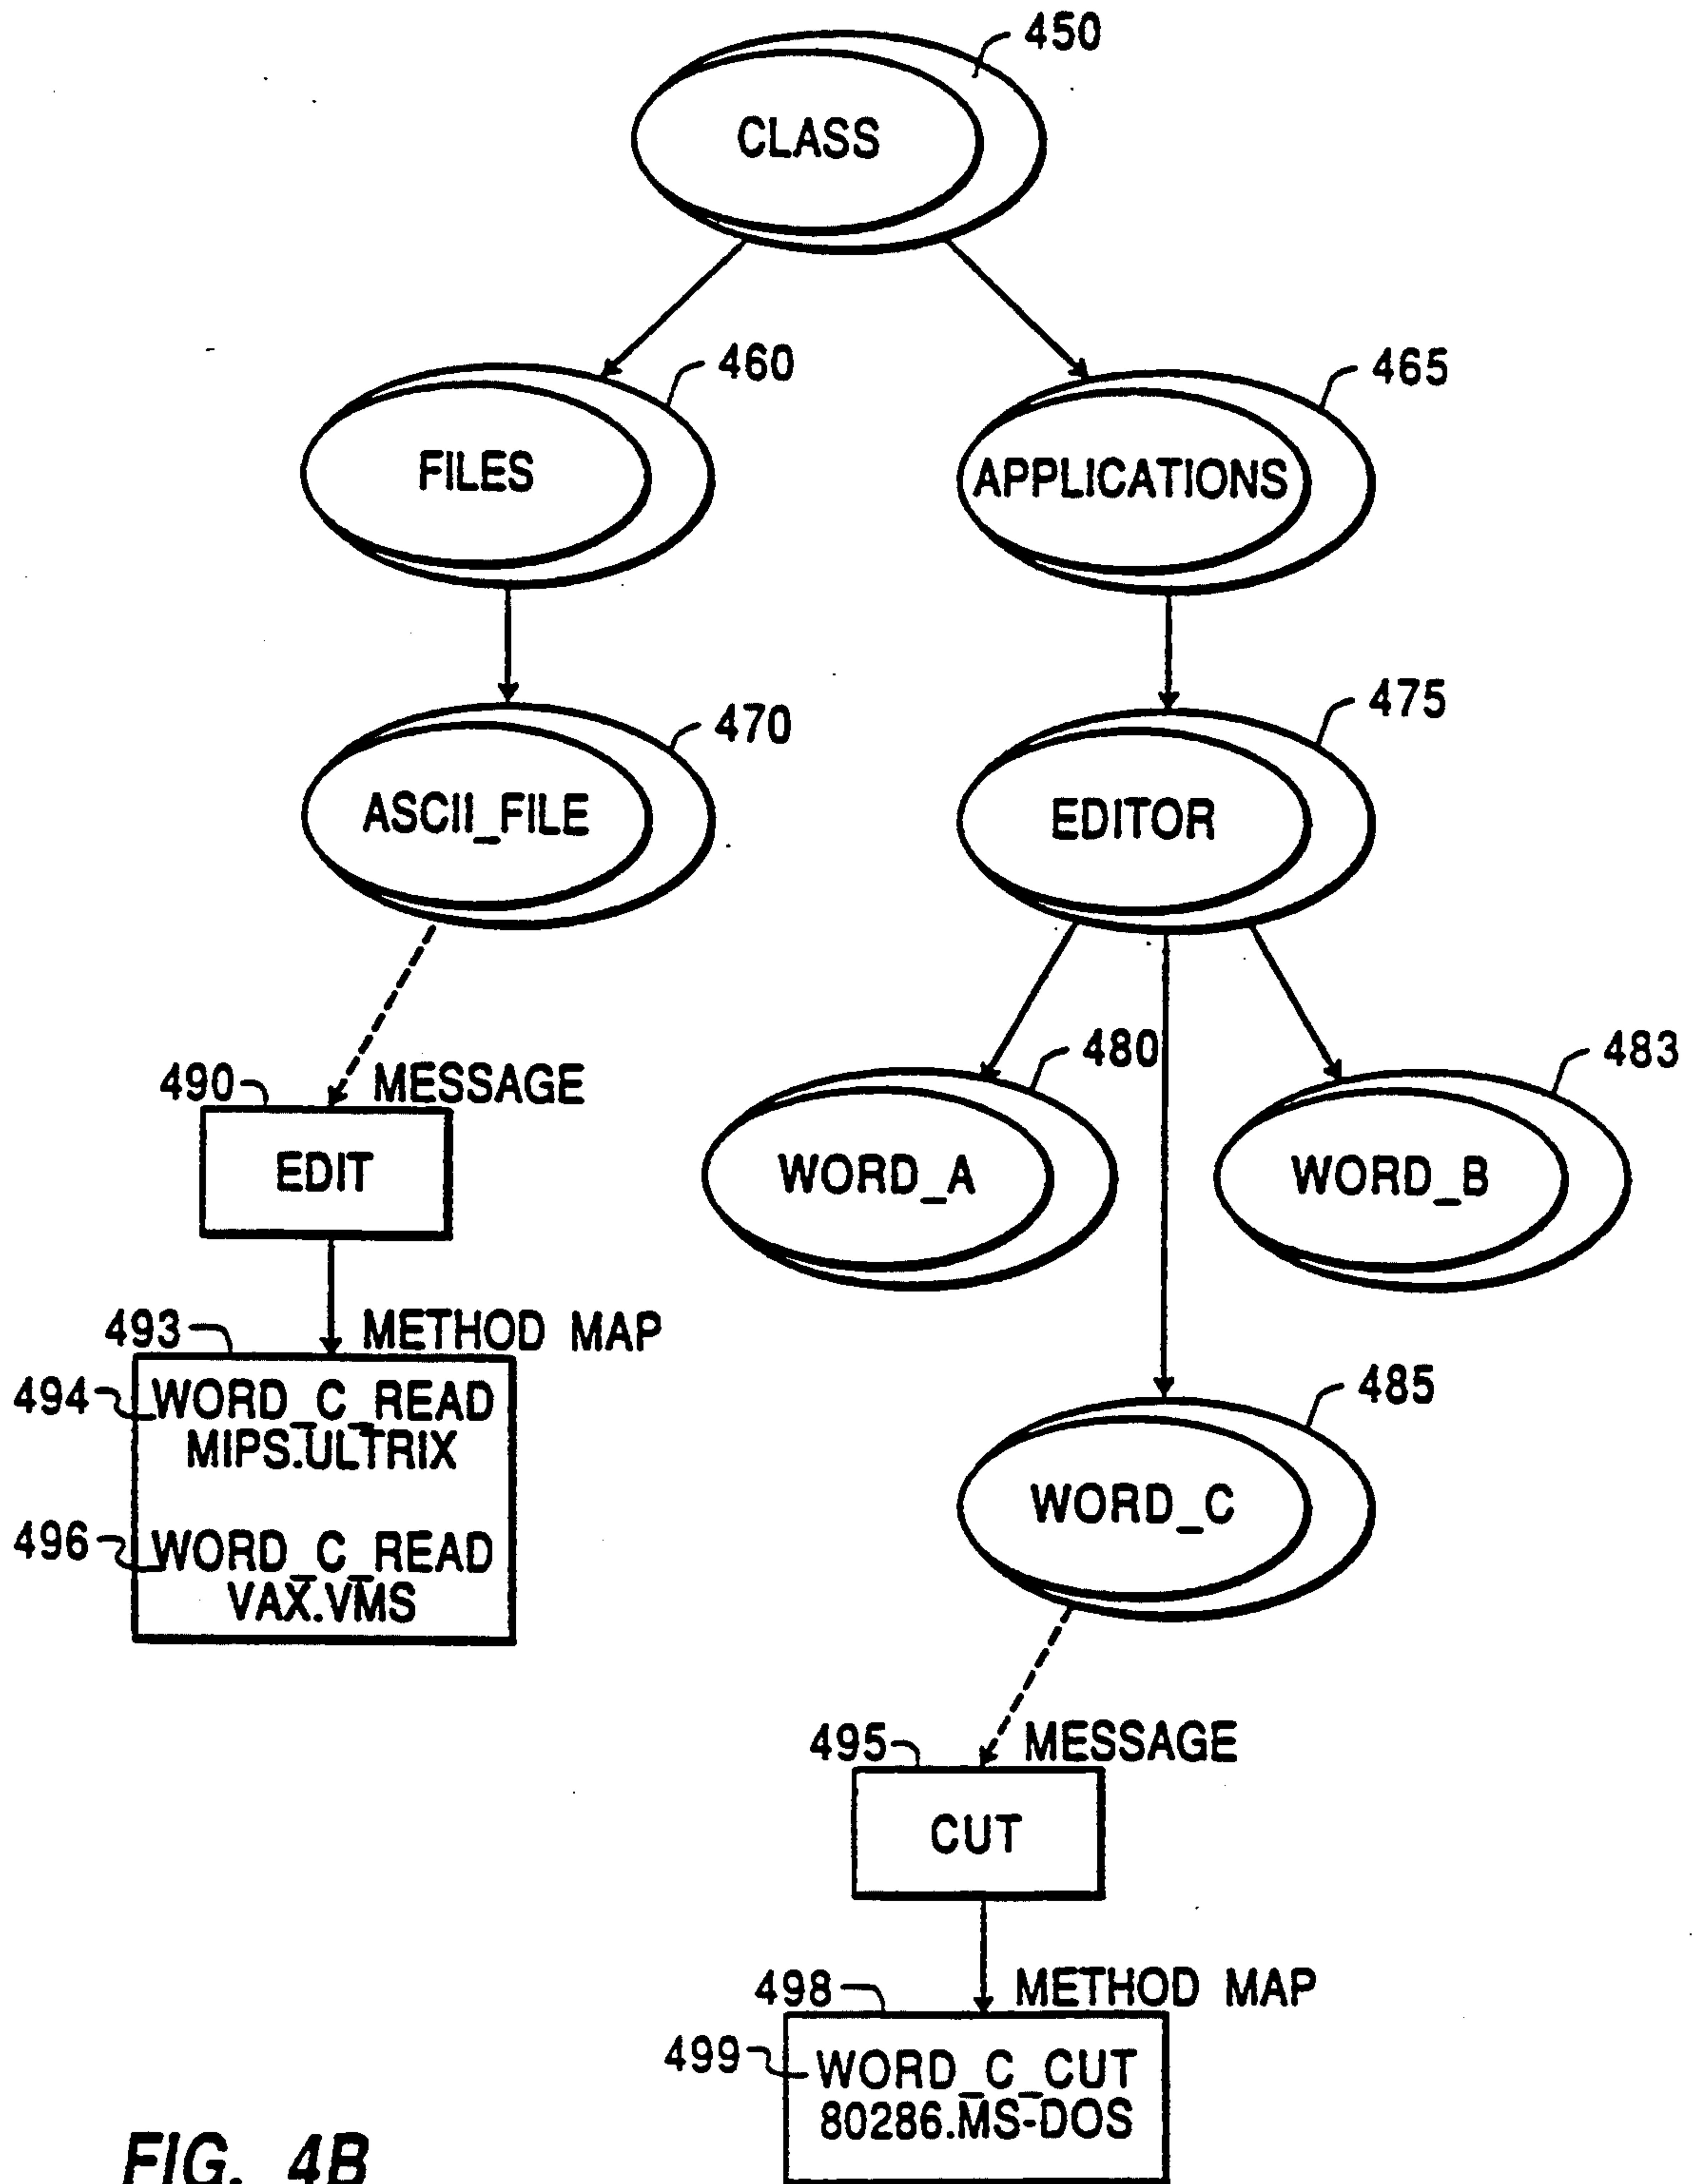 450
CLASS
460
465
FILES
APPLICATIONS
470
475
ASCII_FILE
EDITOR
480
483
490
MESSAGE
EDIT
WORD_A
WORD_B
493
METHOD MAP
494
WORD_C_READ
MIPS.ULTRIX
485
496
WORD_C_READ
VAX.VMS
WORD_C
495
MESSAGE
CUT
498
METHOD MAP
499
WORD_C_CUT
80286.MS-DOS
FIG. 4B